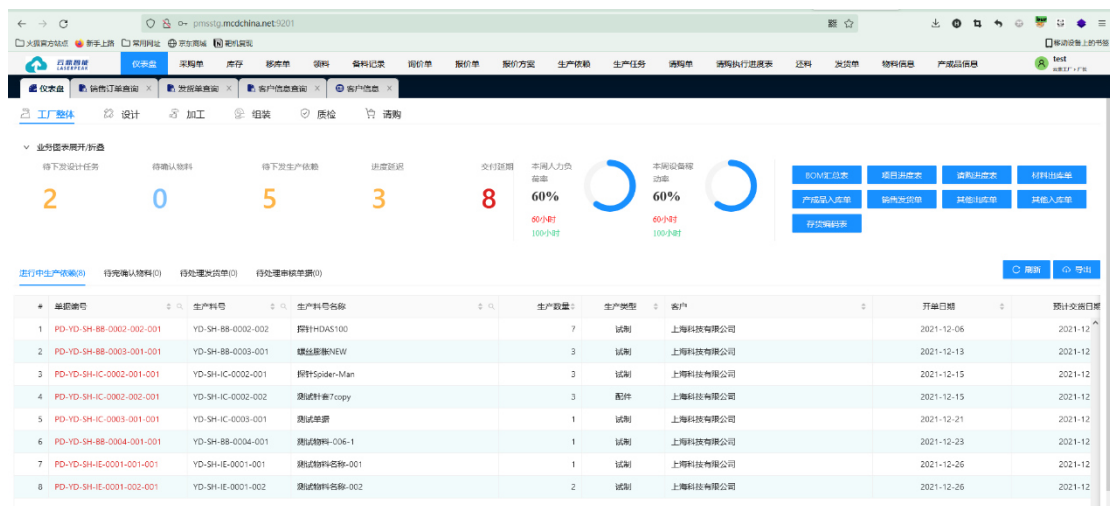 pmsstg.mcdchina.net:9201
火狐官方站点 新手上路 常用网址 京东商城 移动设备上的书签
云鼎智能 LASERPEAK 仪表盘 采购单 库存 移库单 领料 备料记录 询价单 报价单 报价方案 生产依赖 生产任务 请购单 请购执行进度表 还料 发货单 物料信息 产成品信息 test
仪表盘 销售订单查询 × 发货单查询 × 客户信息查询 × 客户信息 ×
工厂整体 设计 加工 组装 质检 请购
业务图表展开/折叠
待下发设计任务 待确认物料 待下发生产依赖 进度延迟 交付延期
2 0 5 3 8
本周人力负荷率
60%
60小时
100小时
本周设备稼动率
60%
60小时
100小时
BOM汇总表 项目进度表 请购进度表 材料出库单
产成品入库单 销售发货单 其他出库单 其他入库单
存货编码表
进行中生产依赖(8) 待完确认物料(0) 待处理发货单(0) 待处理审核单据(0) 刷新 导出
# 单据编号 生产料号 生产料号名称 生产数量 生产类型 客户 开单日期 预计交货日期
1 PD-YD-SH-BB-0002-002-001 YD-SH-BB-0002-002 探针HDAS100 7 试制 上海科技有限公司 2021-12-06 2021-12
2 PD-YD-SH-BB-0003-001-001 YD-SH-BB-0003-001 螺丝膨胀NEW 3 试制 上海科技有限公司 2021-12-13 2021-12
3 PD-YD-SH-IC-0002-001-001 YD-SH-IC-0002-001 探针Spider-Man 3 试制 上海科技有限公司 2021-12-15 2021-12
4 PD-YD-SH-IC-0002-002-001 YD-SH-IC-0002-002 测试针套7copy 3 配件 上海科技有限公司 2021-12-15 2021-12
5 PD-YD-SH-IC-0003-001-001 YD-SH-IC-0003-001 测试单据 1 试制 上海科技有限公司 2021-12-21 2021-12
6 PD-YD-SH-BB-0004-001-001 YD-SH-BB-0004-001 测试物料-006-1 1 试制 上海科技有限公司 2021-12-23 2021-12
7 PD-YD-SH-IE-0001-001-001 YD-SH-IE-0001-001 测试物料名称-001 1 试制 上海科技有限公司 2021-12-26 2021-12
8 PD-YD-SH-IE-0001-002-001 YD-SH-IE-0001-002 测试物料名称-002 2 试制 上海科技有限公司 2021-12-26 2021-12